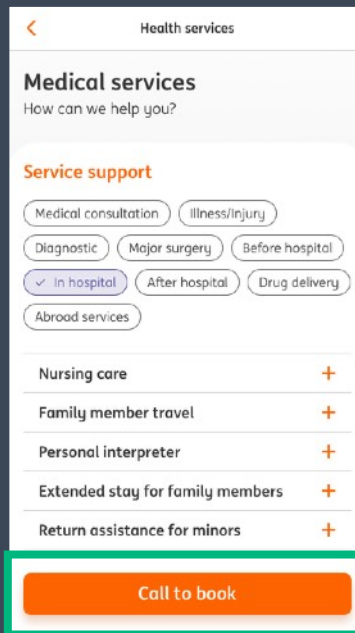 Health services
Medical services
How can we help you?
Service support
Medical consultation Illness/Injury
Diagnostic Major surgery Before hospital
In hospital After hospital Drug delivery
Abroad services
Nursing care
Family member travel
Personal interpreter
Extended stay for family members
Return assistance for minors
Call to book